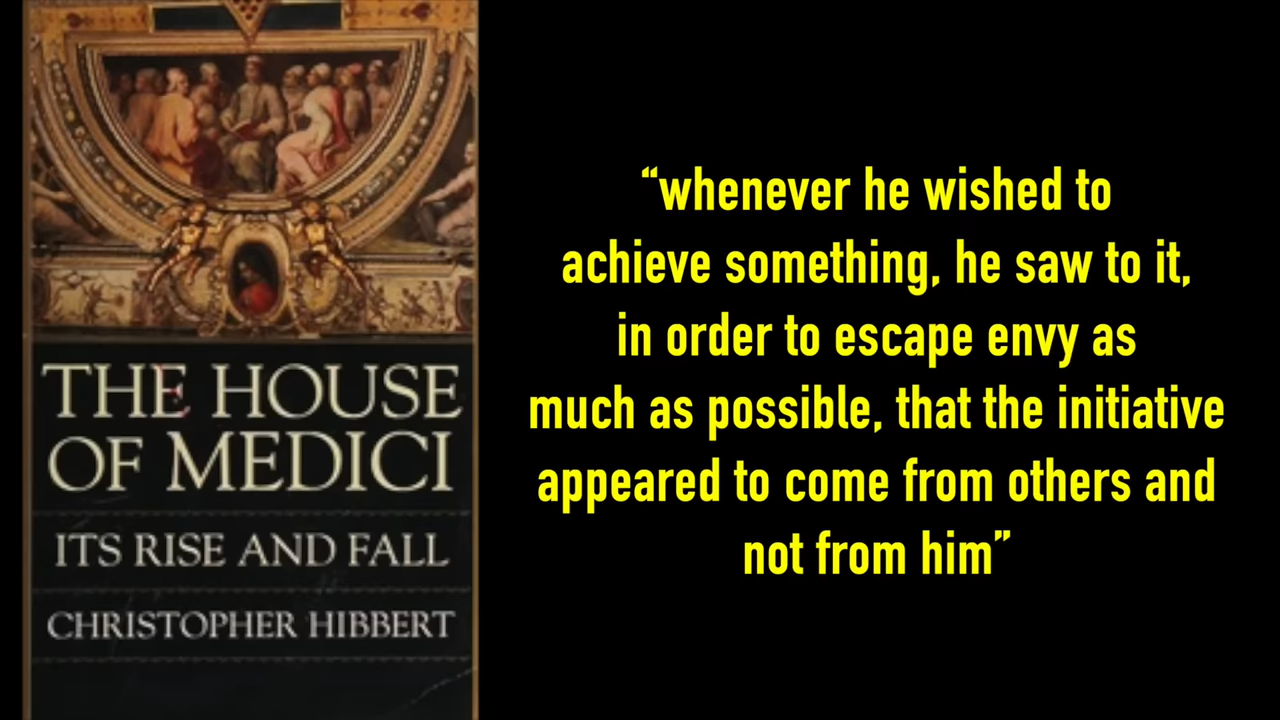 THE HOUSE
OF MEDICI
ITS RISE AND FALL
CHRISTOPHER HIBBERT
“whenever he wished to
achieve something, he saw to it,
in order to escape envy as
much as possible, that the initiative
appeared to come from others and
not from him”